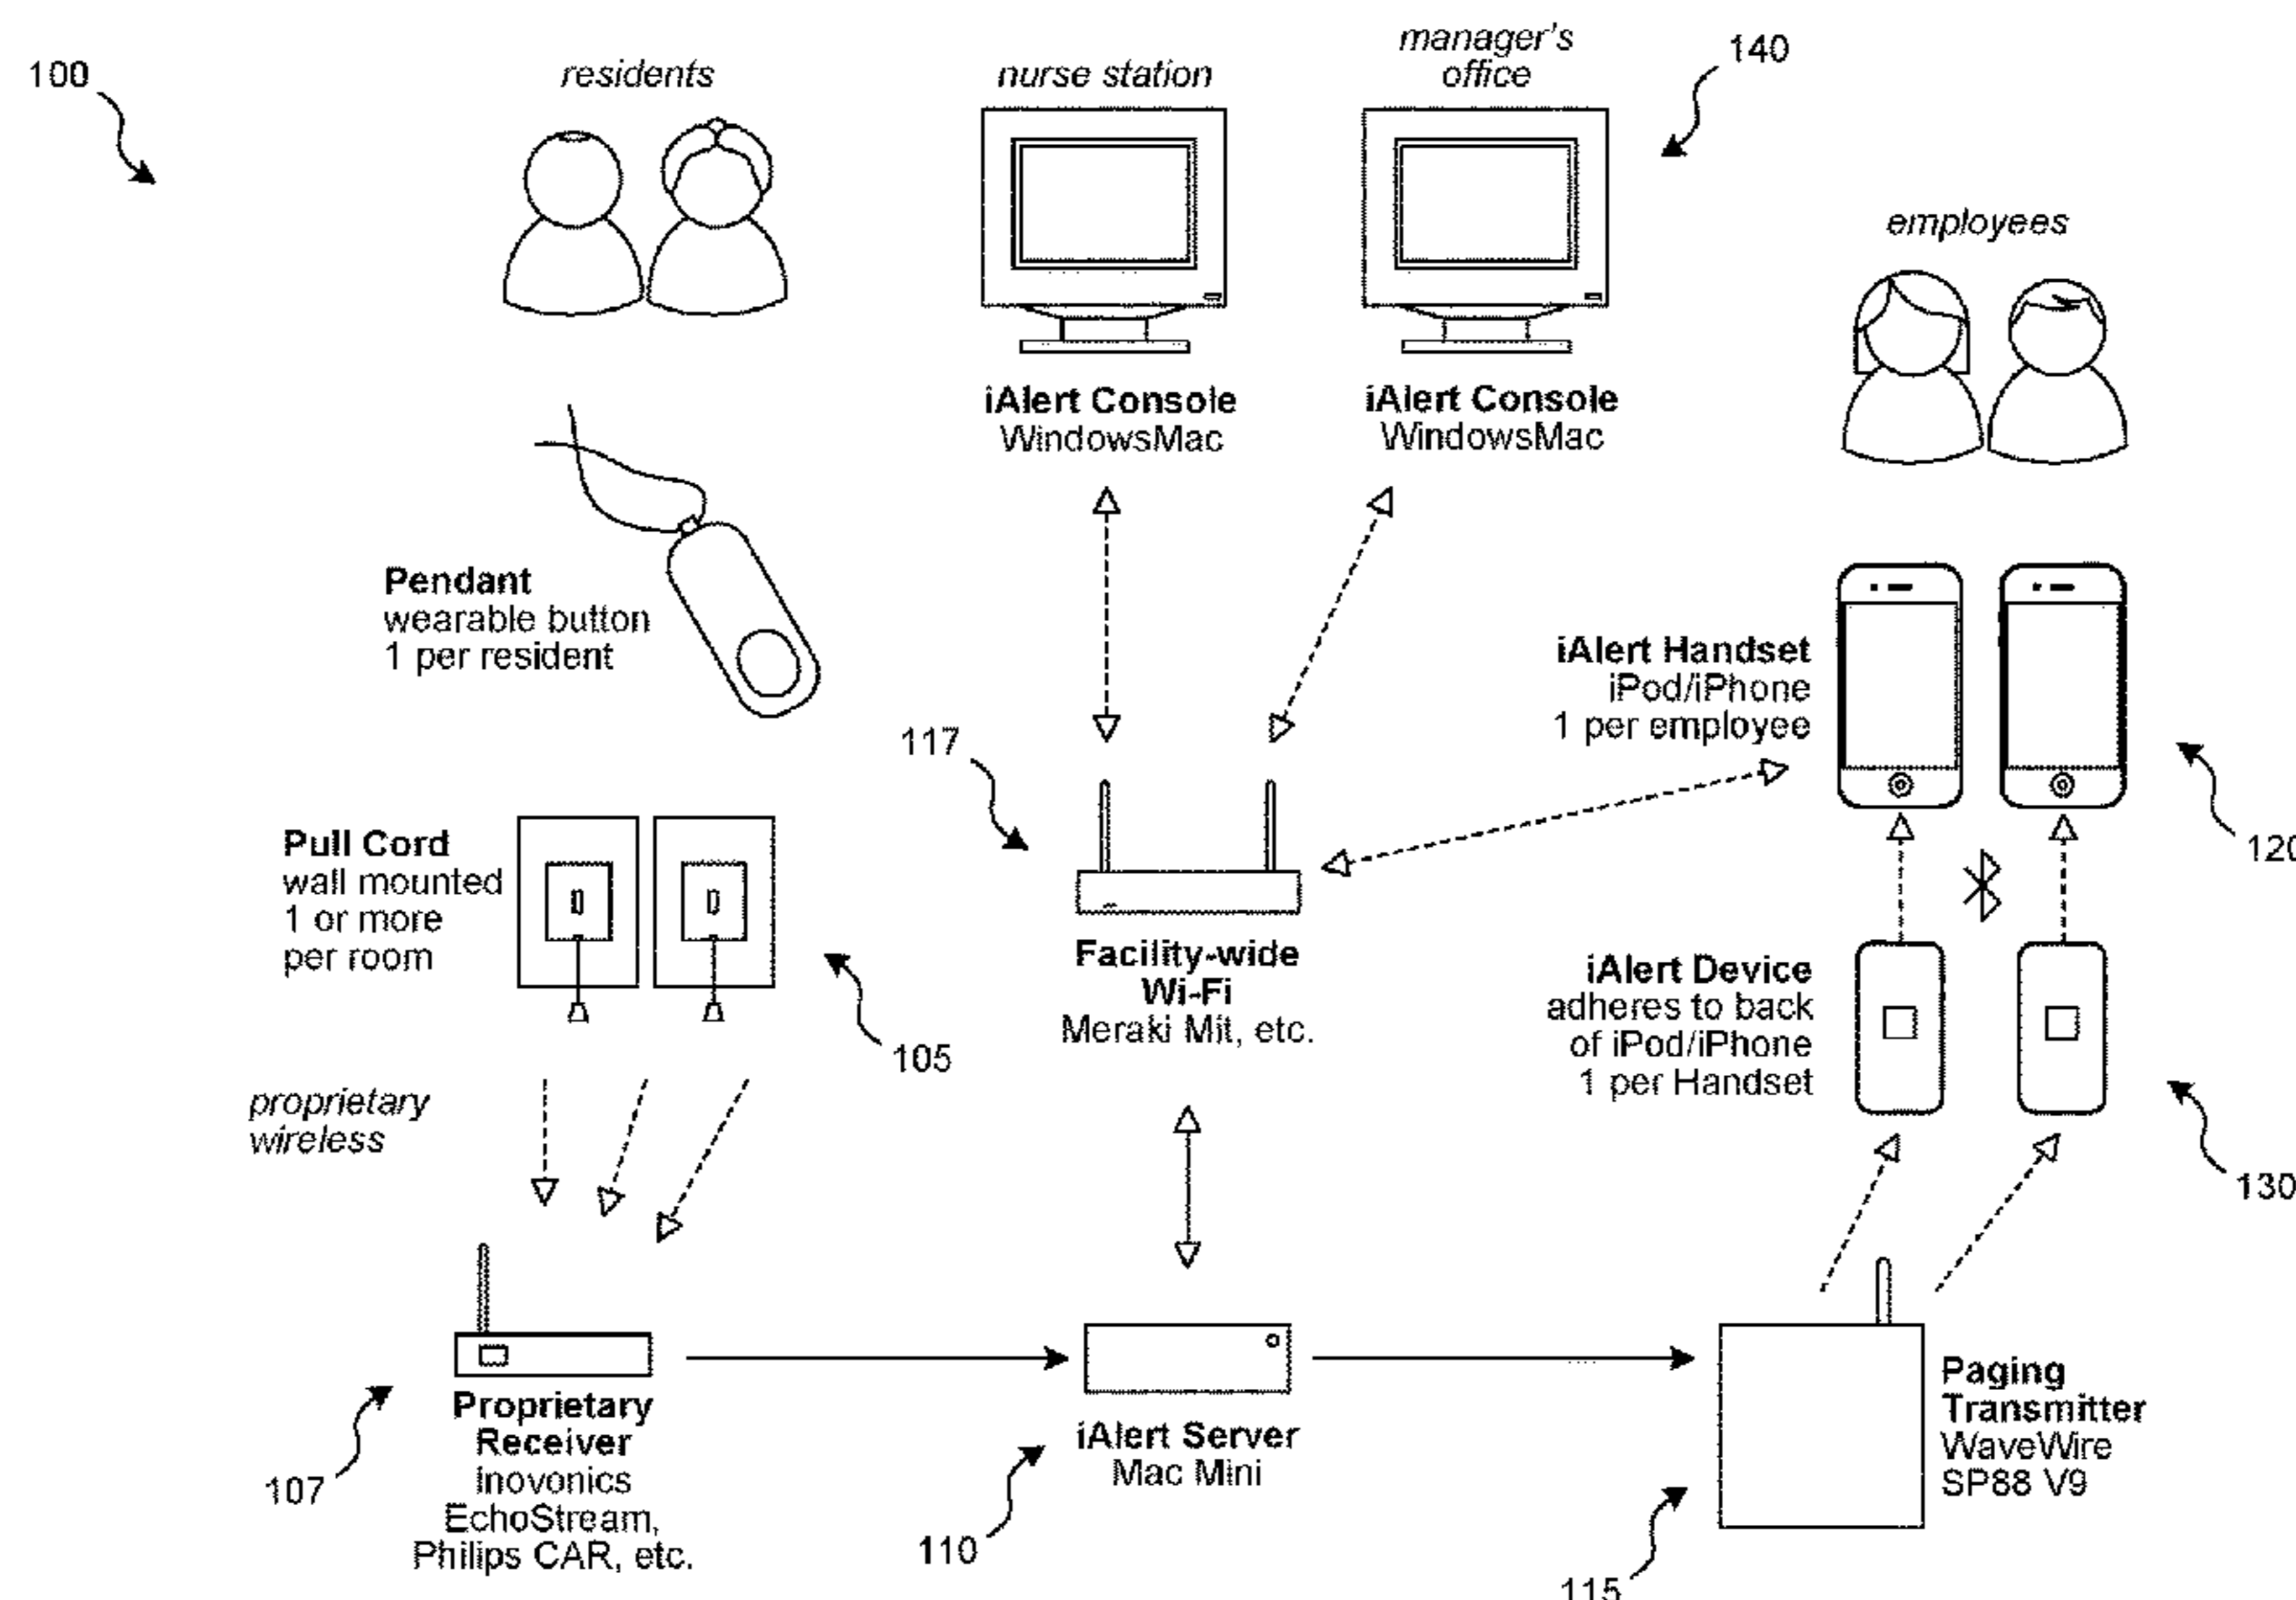 100
residents
nurse station
manager's
office
140
employees
iAlert Console
WindowsMac
iAlert Console
WindowsMac
Pendant
wearable button
1 per resident
iAlert Handset
iPod/iPhone
1 per employee
117
120
Pull Cord
wall mounted
1 or more
per room
105
Facility-wide
Wi-Fi
Meraki Mit, etc.
iAlert Device
adheres to back
of iPod/iPhone
1 per Handset
130
proprietary
wireless
Proprietary
Receiver
inovonics
EchoStream,
Philips CAR, etc.
107
iAlert Server
Mac Mini
110
Paging
Transmitter
WaveWire
SP88 V9
115